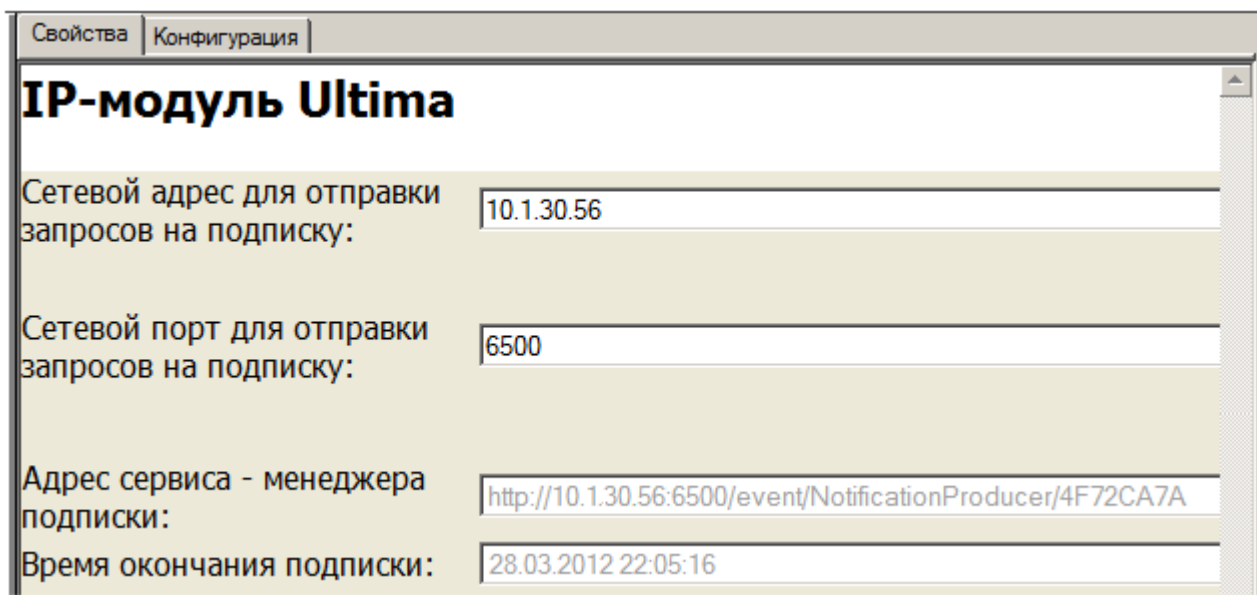 Свойства Конфигурация
IP-модуль Ultima
Сетевой адрес для отправки
запросов на подписку:
10.1.30.56
Сетевой порт для отправки
запросов на подписку:
6500
Адрес сервиса - менеджера
подписки:
http://10.1.30.56:6500/event/NotificationProducer/4F72CA7A
Время окончания подписки:
28.03.2012 22:05:16